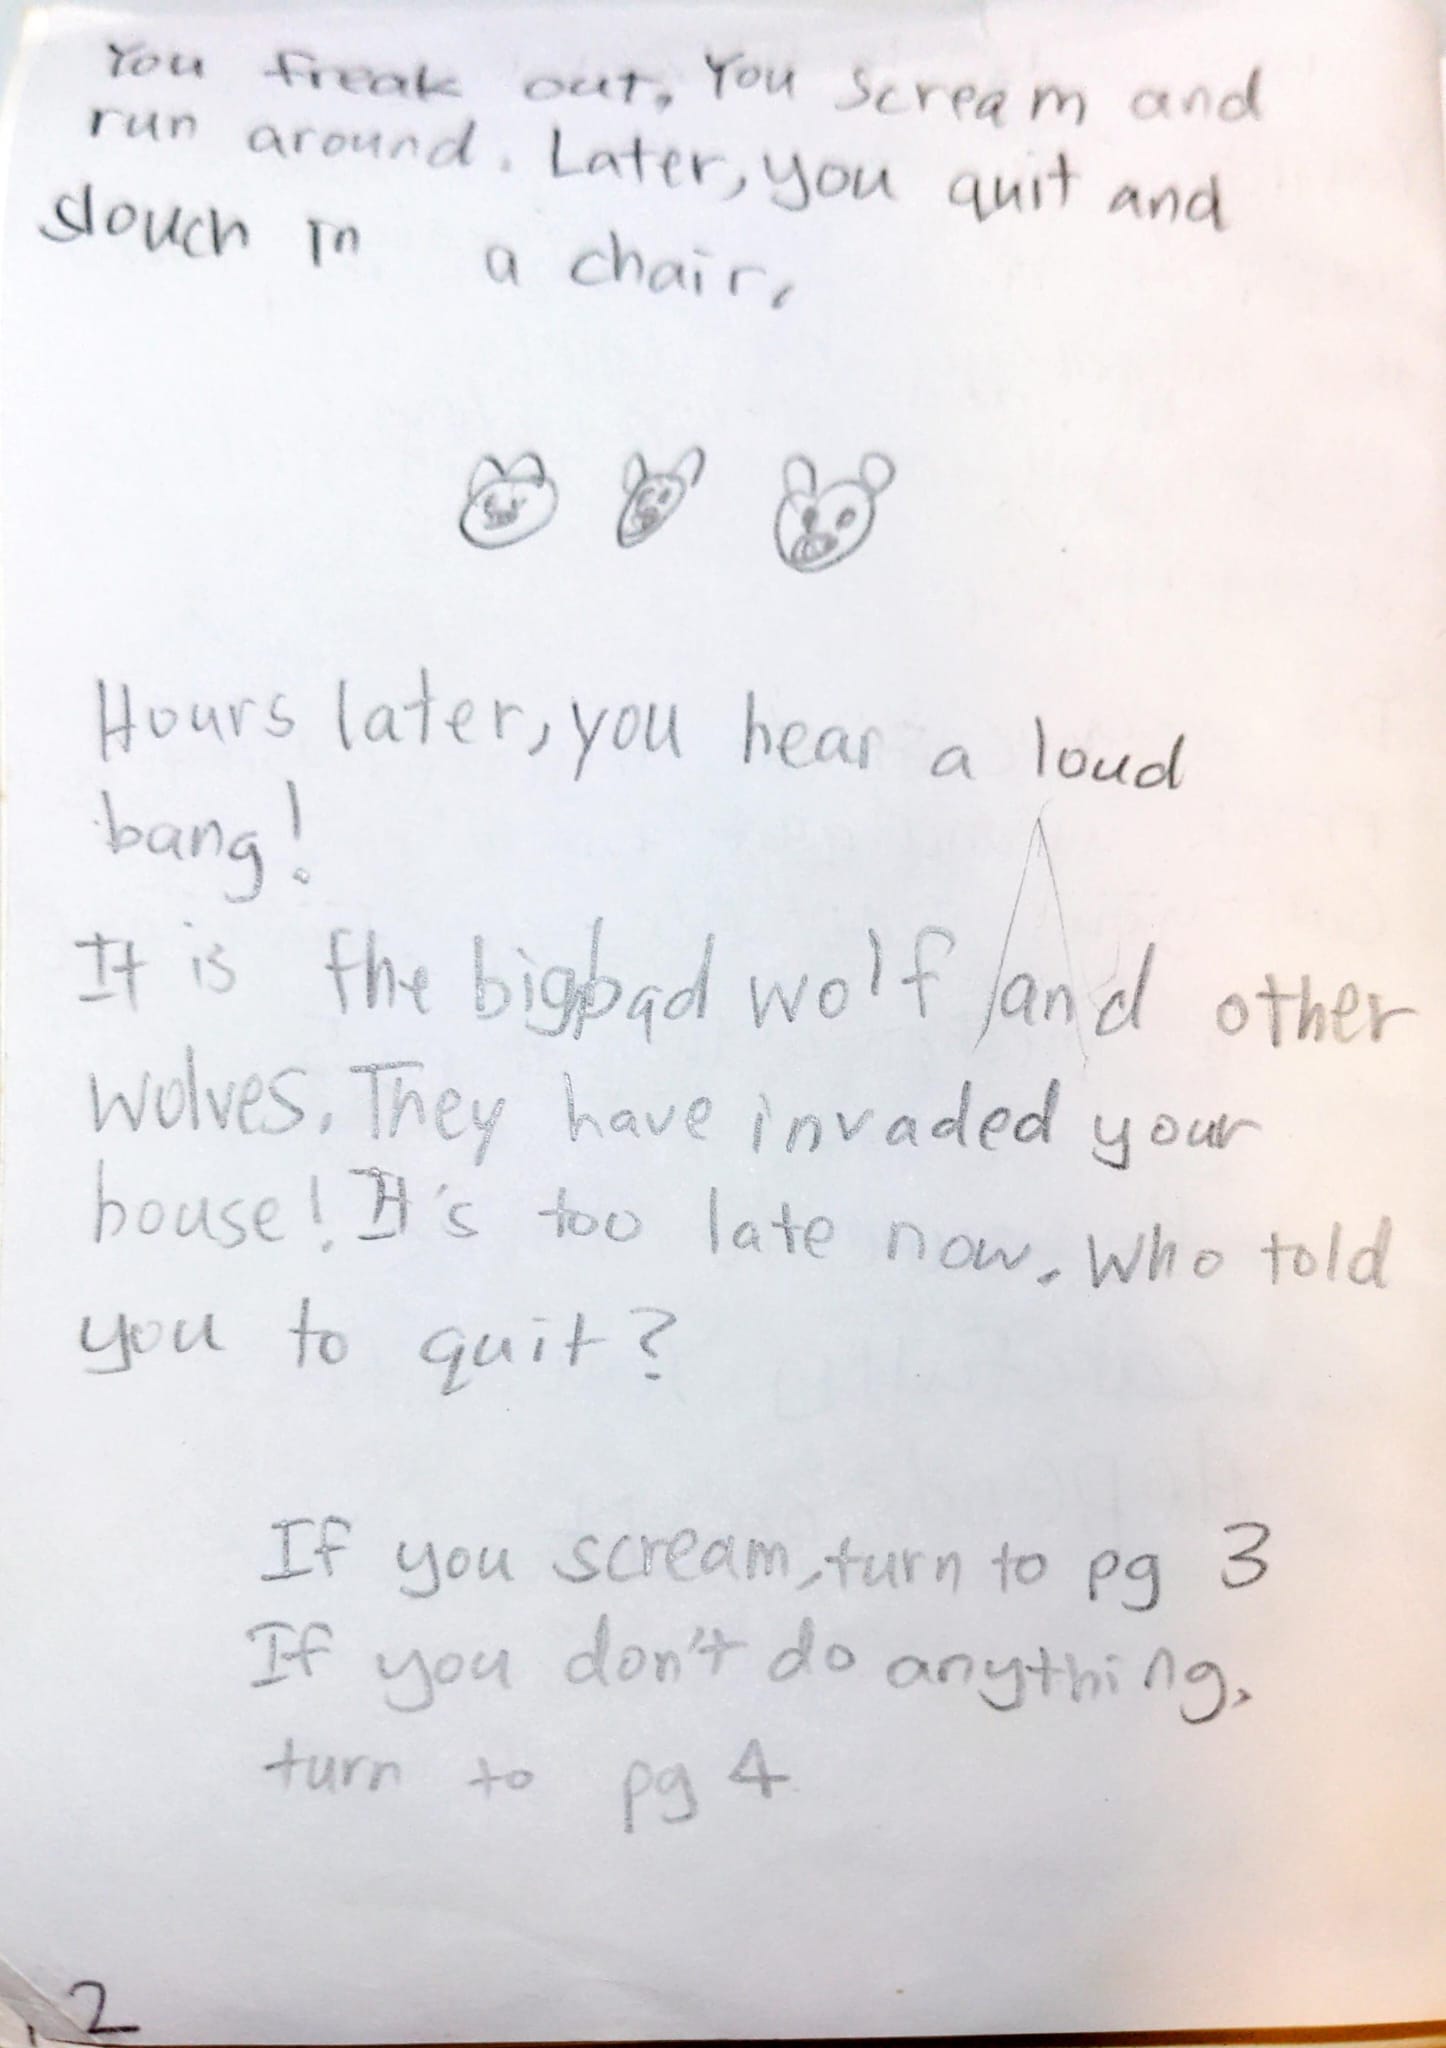 You freak out. You scream and
run around. Later, you quit and
slouch in a chair.
Hours later, you hear a loud
bang!
It is the big bad wolf and other
wolves. They have invaded your
house! It's too late now. Who told
you to quit?
If you scream, turn to pg 3
If you don't do anything,
turn to pg 4
2